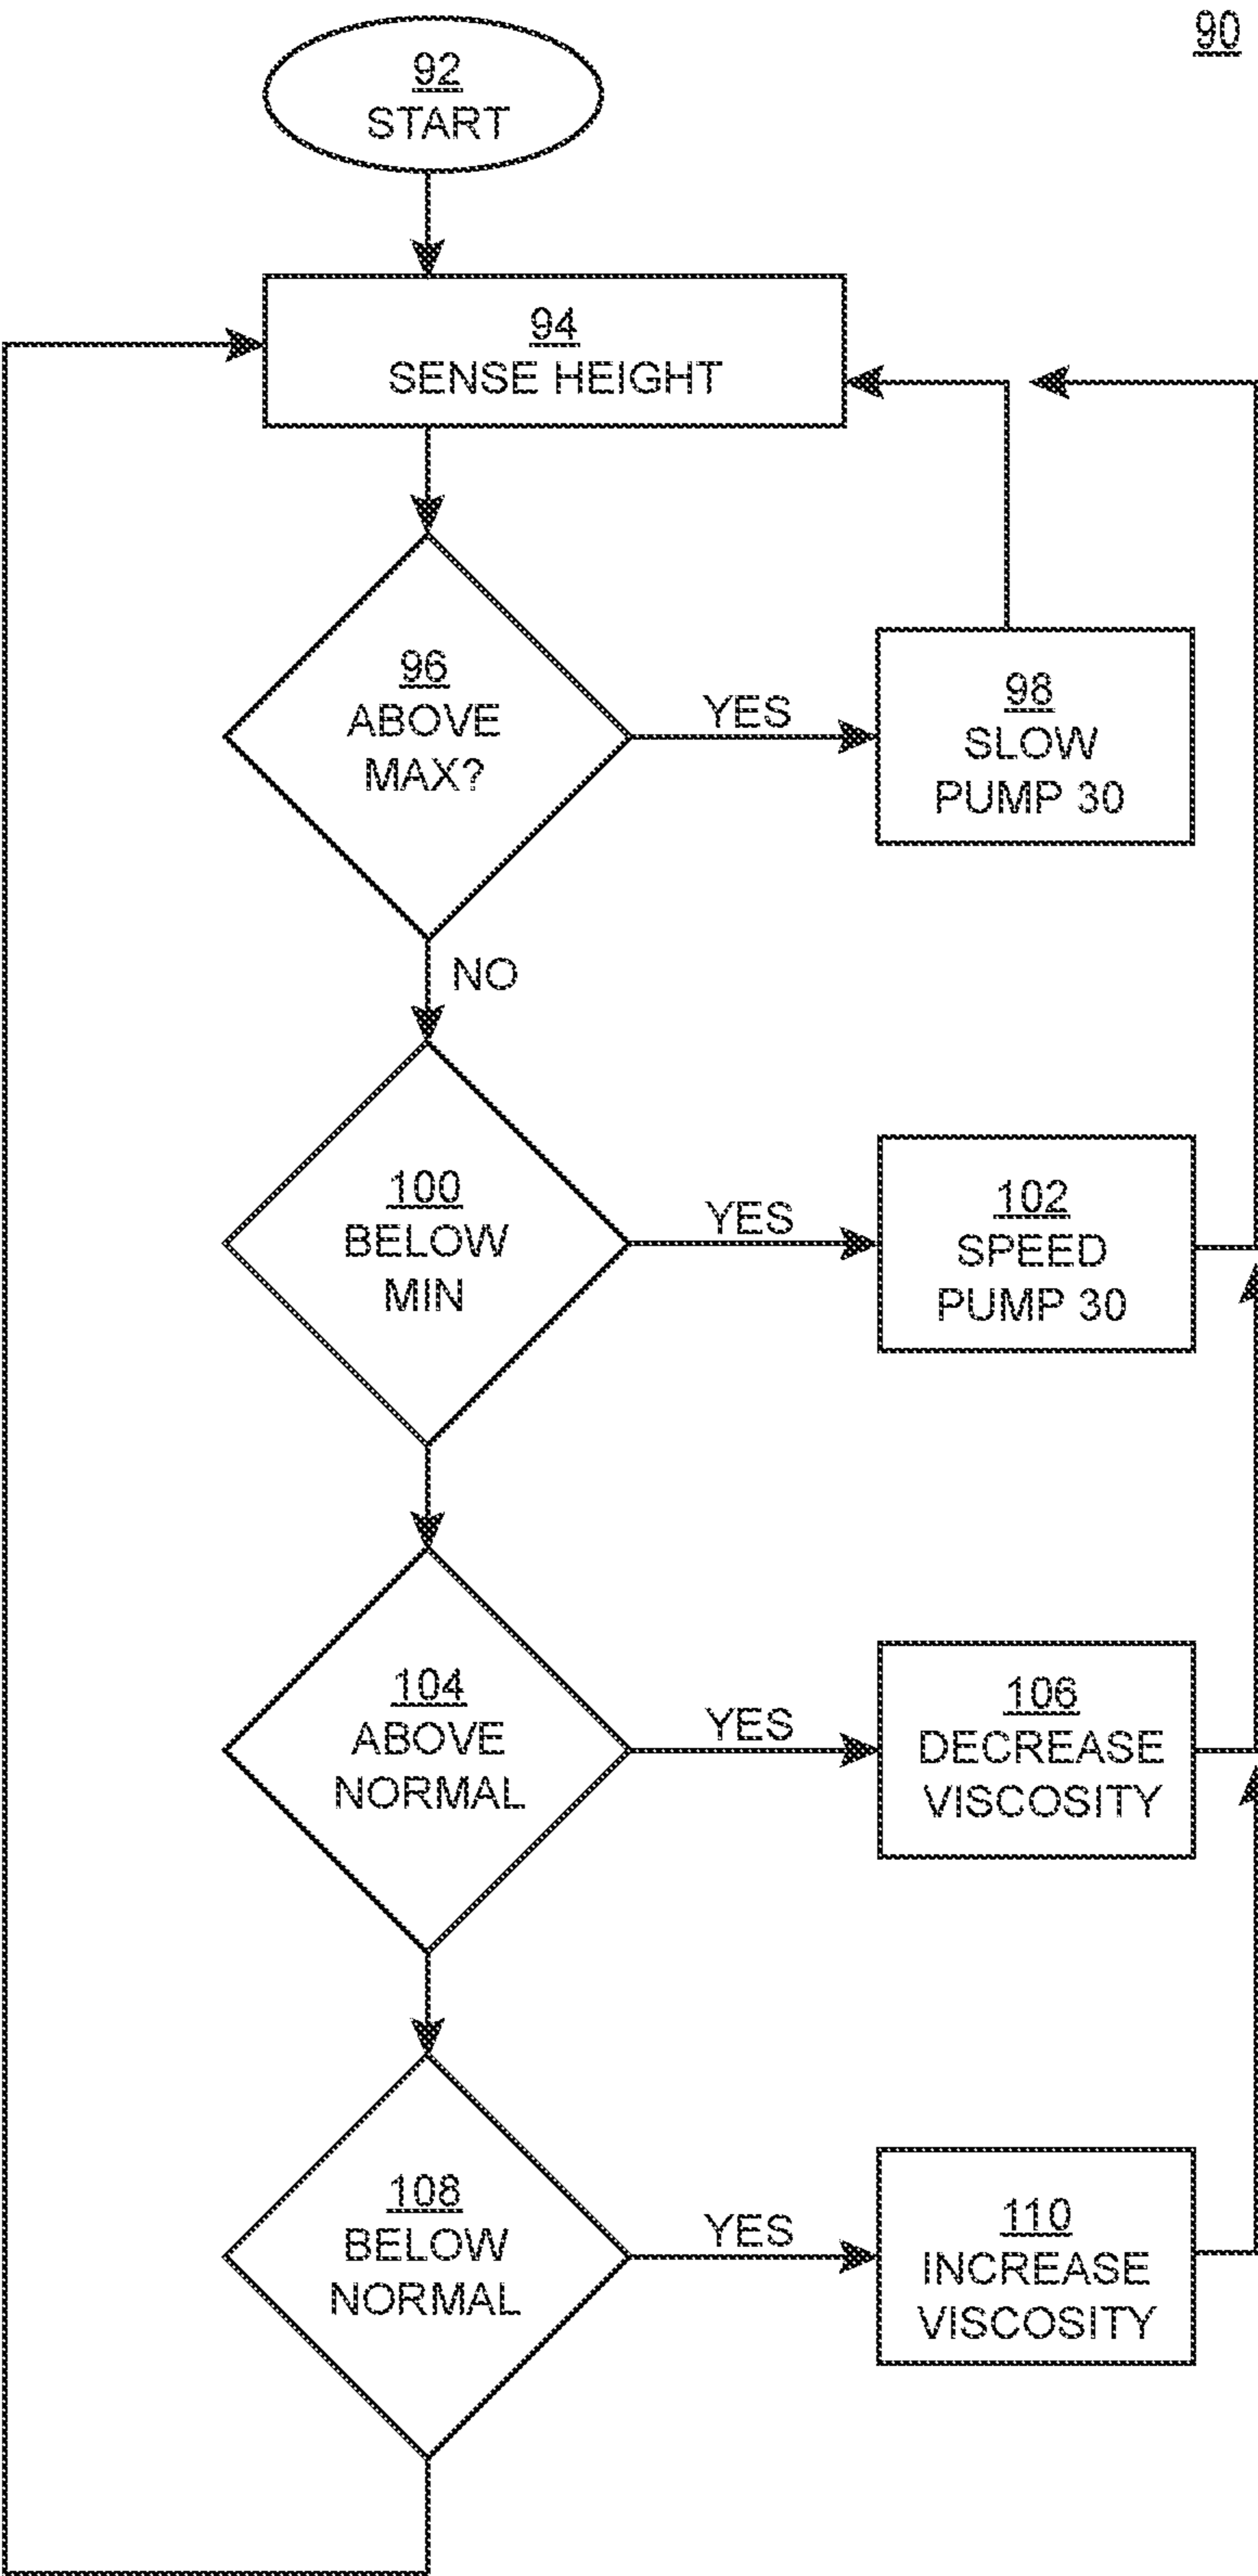 90
92
START
94
SENSE HEIGHT
96
ABOVE
MAX?
YES
98
SLOW
PUMP 30
NO
100
BELOW
MIN
YES
102
SPEED
PUMP 30
104
ABOVE
NORMAL
YES
106
DECREASE
VISCOSITY
108
BELOW
NORMAL
YES
110
INCREASE
VISCOSITY